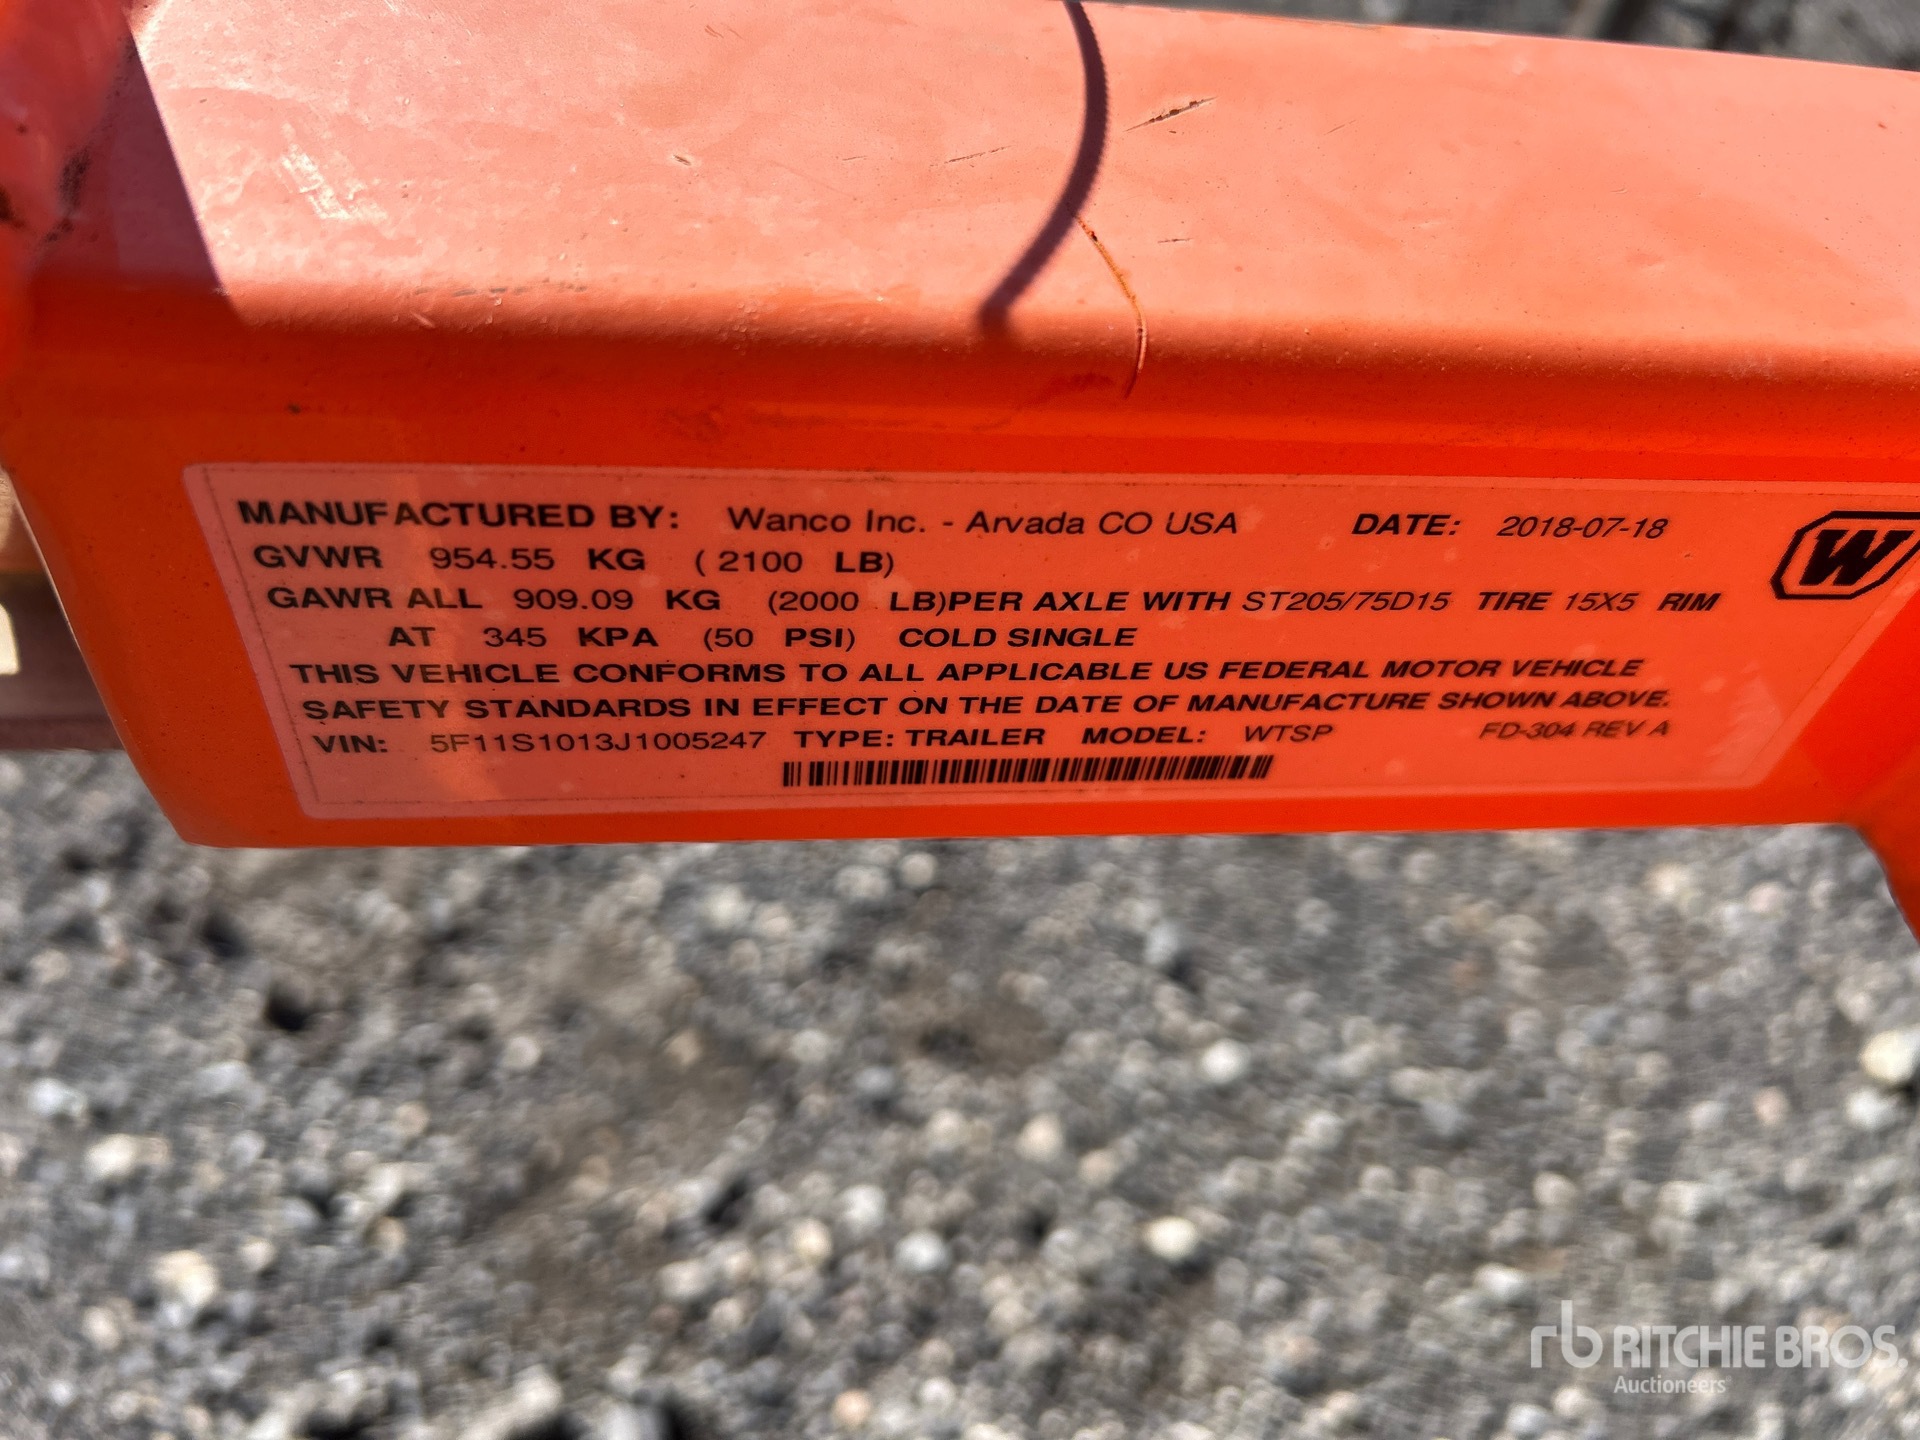 MANUFACTURED BY: Wanco Inc. - Arvada CO USA DATE: 2018-07-18
GVWR 954.55 KG ( 2100 LB)
GAWR ALL 909.09 KG (2000 LB)PER AXLE WITH ST205/75D15 TIRE 15X5 RIM
AT 345 KPA (50 PSI) COLD SINGLE
THIS VEHICLE CONFORMS TO ALL APPLICABLE US FEDERAL MOTOR VEHICLE
SAFETY STANDARDS IN EFFECT ON THE DATE OF MANUFACTURE SHOWN ABOVE.
VIN: 5F11S1013J1005247 TYPE: TRAILER MODEL: WTSP FD-304 REV A
W
rb RITCHIE BROS.
Auctioneers